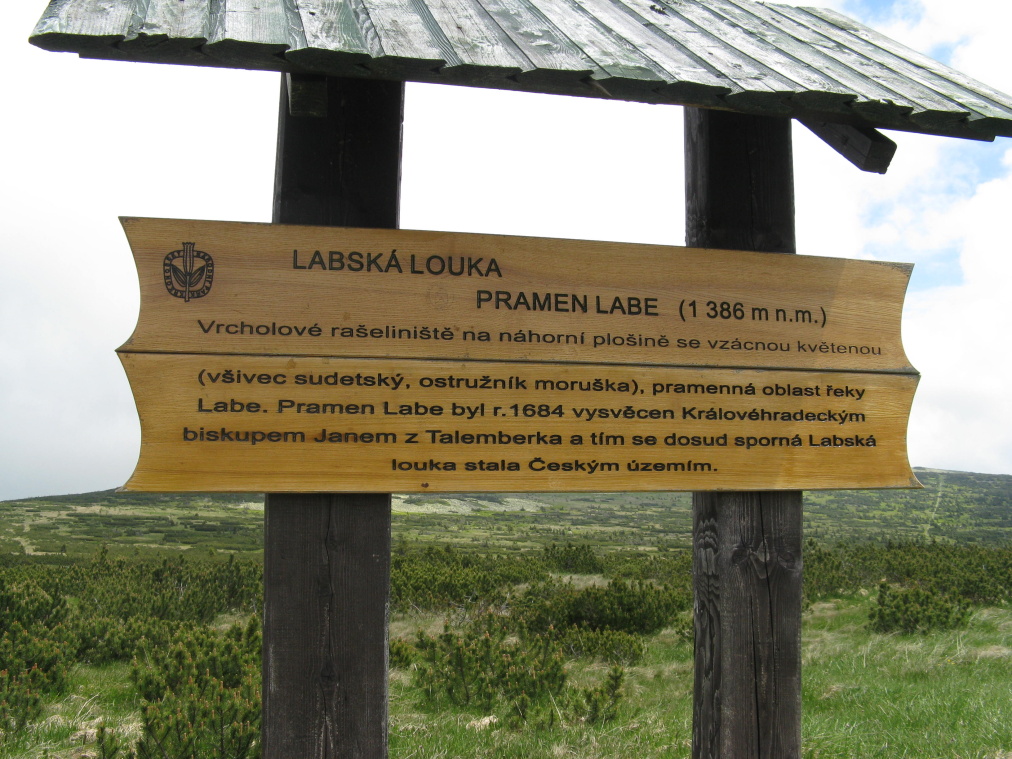 LABSKÁ LOUKA
PRAMEN LABE (1 386 m n.m.)
Vrcholové rašeliniště na náhorní plošině se vzácnou květenou
(všivec sudetský, ostružník moruška), pramenná oblast řeky
Labe. Pramen Labe byl r.1684 vysvěcen Královéhradeckým
biskupem Janem z Talemberka a tím se dosud sporná Labská
louka stala Českým územím.